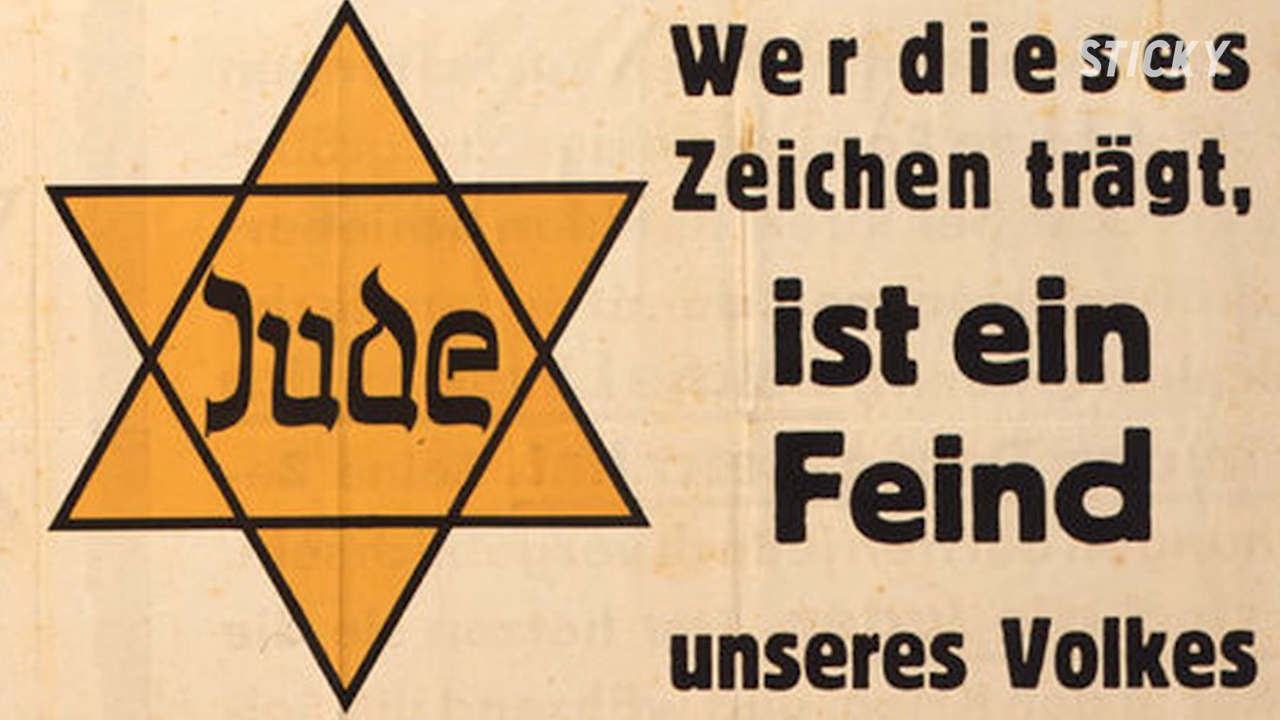 Jude
Wer dieses
STICKY
Zeichen trägt,
ist ein
Feind
unseres Volkes